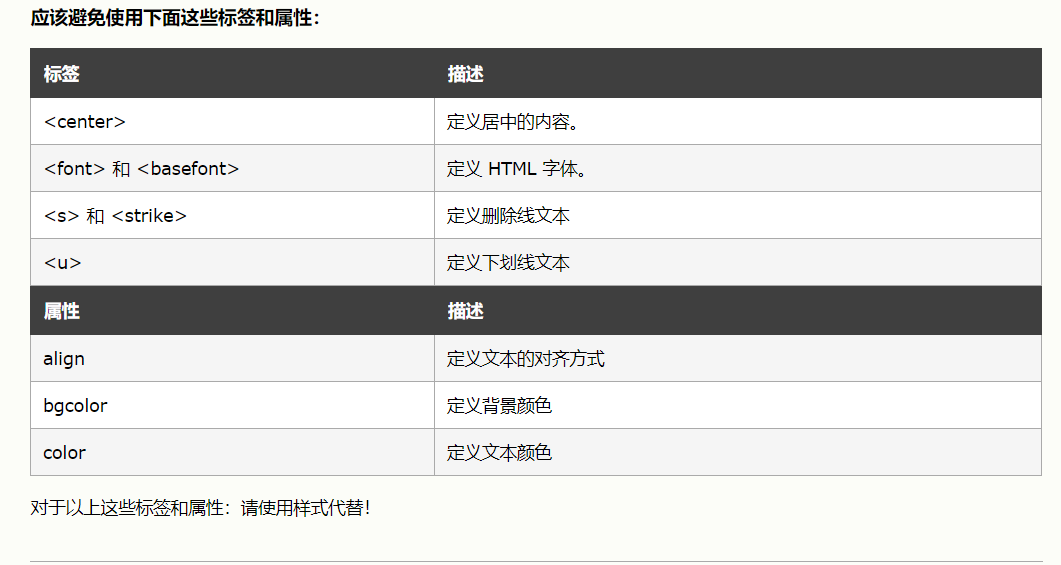 应该避免使用下面这些标签和属性：
标签 描述
<center> 定义居中的内容。
<font> 和 <basefont> 定义 HTML 字体。
<s> 和 <strike> 定义删除线文本
<u> 定义下划线文本
属性 描述
align 定义文本的对齐方式
bgcolor 定义背景颜色
color 定义文本颜色
对于以上这些标签和属性：请使用样式代替！